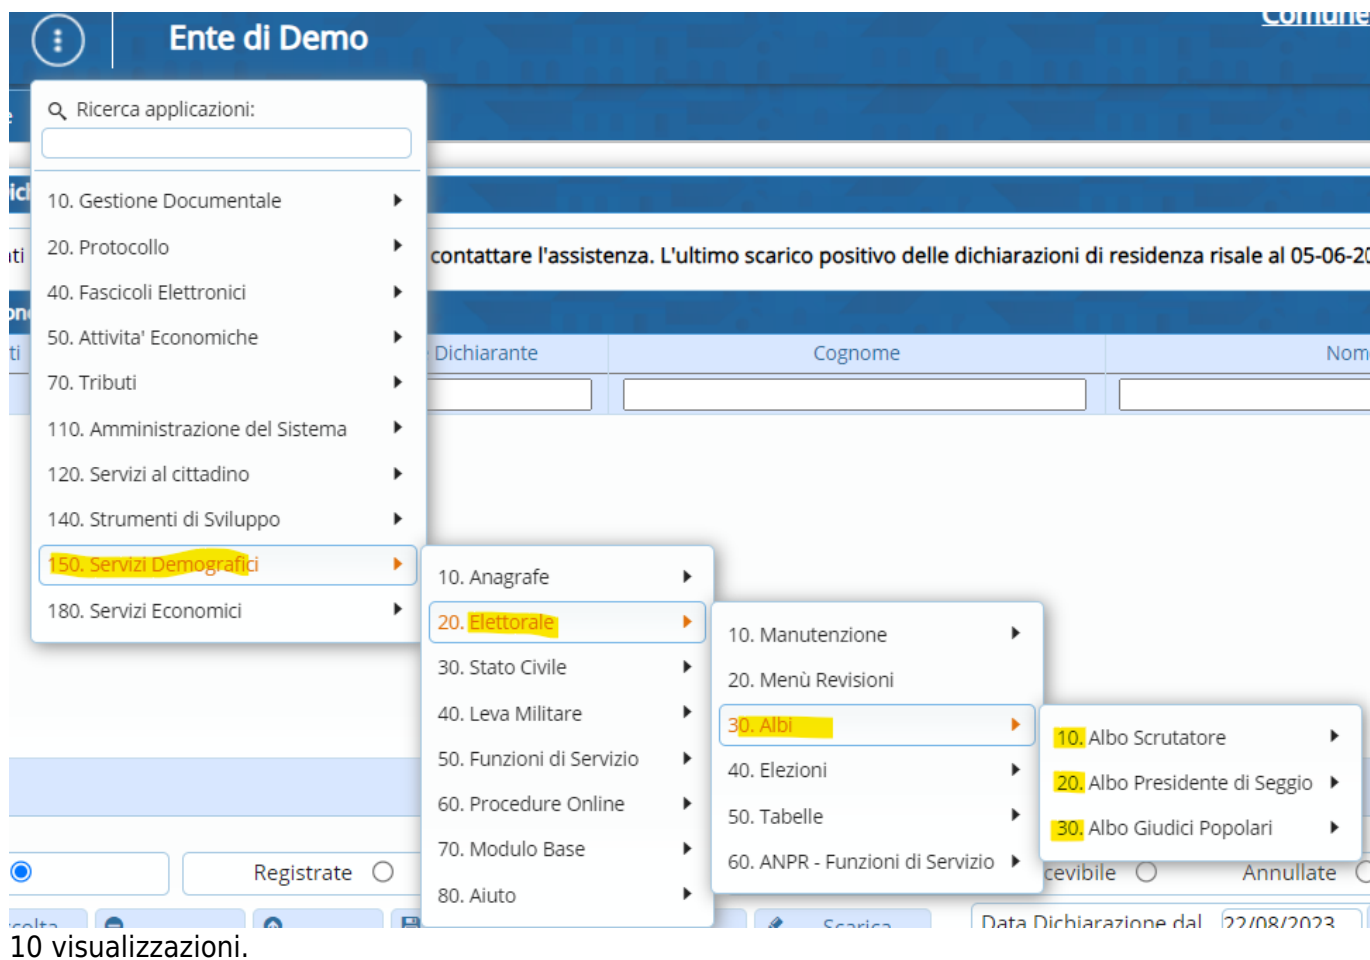 Comune
Ente di Demo
Ricerca applicazioni:
10. Gestione Documentale
20. Protocollo
contattare l'assistenza. L'ultimo scarico positivo delle dichiarazioni di residenza risale al 05-06-20
40. Fascicoli Elettronici
50. Attivita' Economiche
Dichiarante
Cognome
Nom
70. Tributi
110. Amministrazione del Sistema
120. Servizi al cittadino
140. Strumenti di Sviluppo
150. Servizi Demografici
180. Servizi Economici
10. Anagrafe
20. Elettorale
30. Stato Civile
40. Leva Militare
50. Funzioni di Servizio
60. Procedure Online
70. Modulo Base
80. Aiuto
10. Manutenzione
20. Menù Revisioni
30. Albi
40. Elezioni
50. Tabelle
60. ANPR - Funzioni di Servizio
10. Albo Scrutatore
20. Albo Presidente di Seggio
30. Albo Giudici Popolari
Registrate
cevibile
Annullate
Scarica
Data Dichiarazione dal 22/08/2023
10 visualizzazioni.